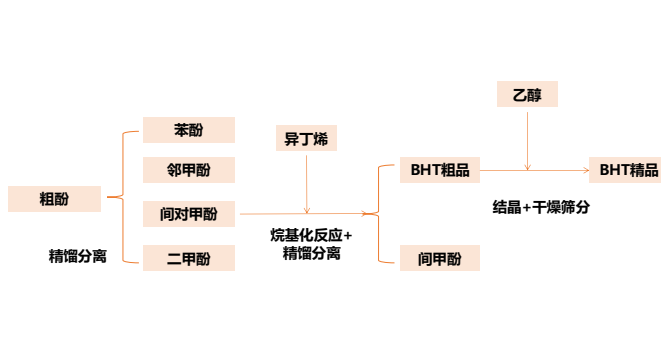 乙醇
苯酚
异丁烯
邻甲酚
BHT粗品
BHT精品
粗酚
间对甲酚
结晶+干燥筛分
烷基化反应+
精馏分离
精馏分离
二甲酚
间甲酚